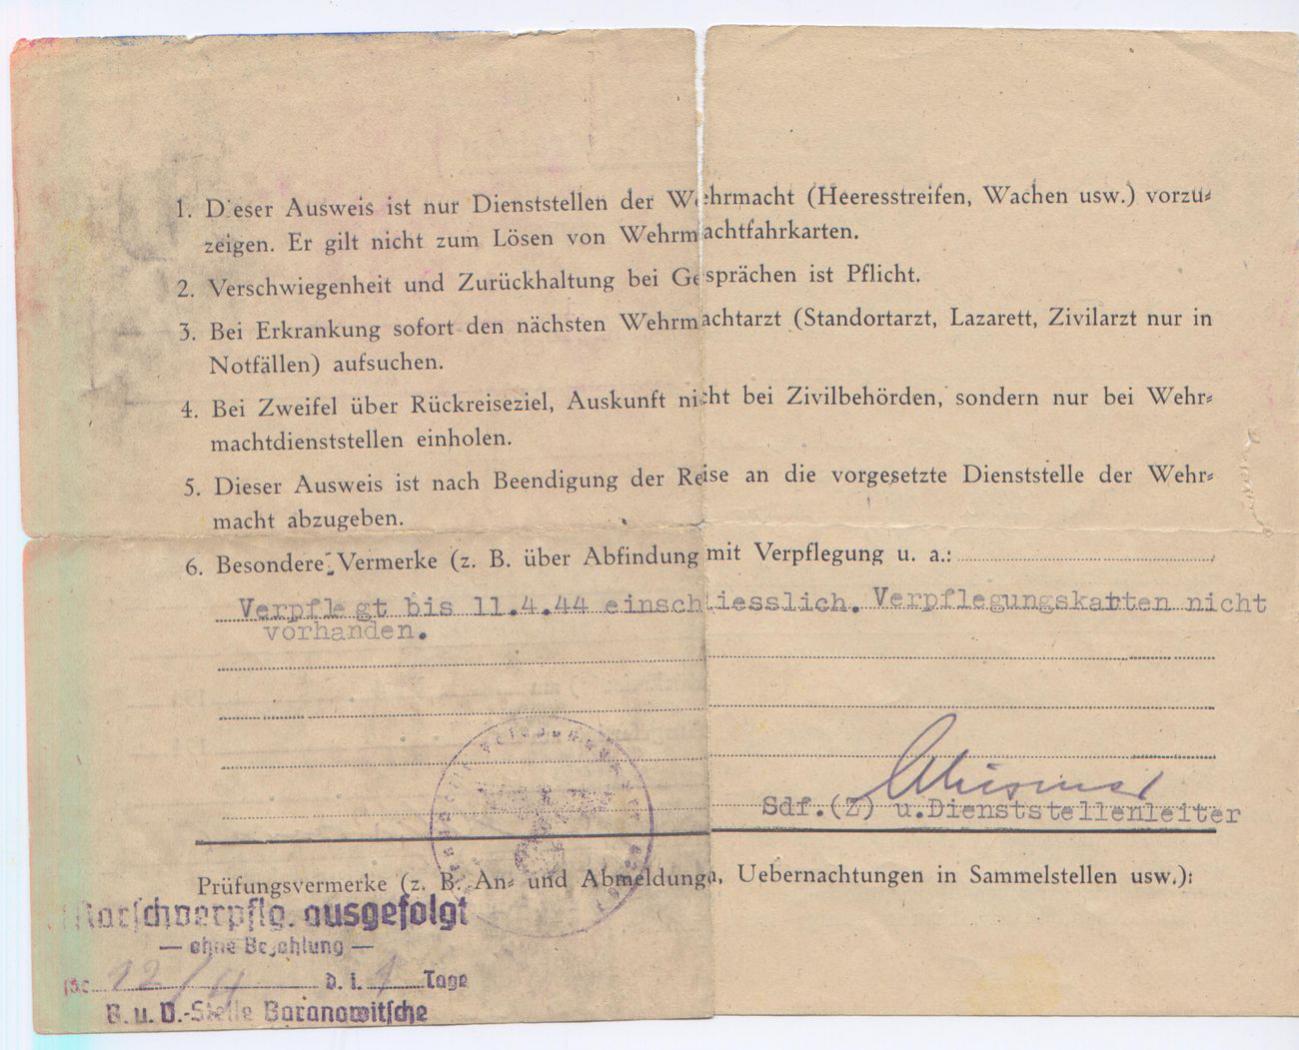 1. Dieser Ausweis ist nur Dienststellen der Wehrmacht (Heeresstreifen, Wachen usw.) vorzu⸗
zeigen. Er gilt nicht zum Lösen von Wehrmachtfahrkarten.
2. Verschwiegenheit und Zurückhaltung bei Gesprächen ist Pflicht.
3. Bei Erkrankung sofort den nächsten Wehrmachtarzt (Standortarzt, Lazarett, Zivilarzt nur in
Notfällen) aufsuchen.
4. Bei Zweifel über Rückreiseziel, Auskunft nicht bei Zivilbehörden, sondern nur bei Wehr⸗
machtdienststellen einholen.
5. Dieser Ausweis ist nach Beendigung der Reise an die vorgesetzte Dienststelle der Wehr⸗
macht abzugeben.
6. Besondere Vermerke (z. B. über Abfindung mit Verpflegung u. a.:
Verpflegt bis 11.4.44 einschliesslich. Verpflegungskarten nicht
vorhanden.
Sdf.(Z) u.Dienststellenleiter
Prüfungsvermerke (z. B. An⸗ und Abmeldung, Uebernachtungen in Sammelstellen usw.):
Marschverpflg. ausgefolgt
— ohne Bezahlung —
12/4 d. i. 1 Tage
B. u. V.-Stelle Baranowitsche